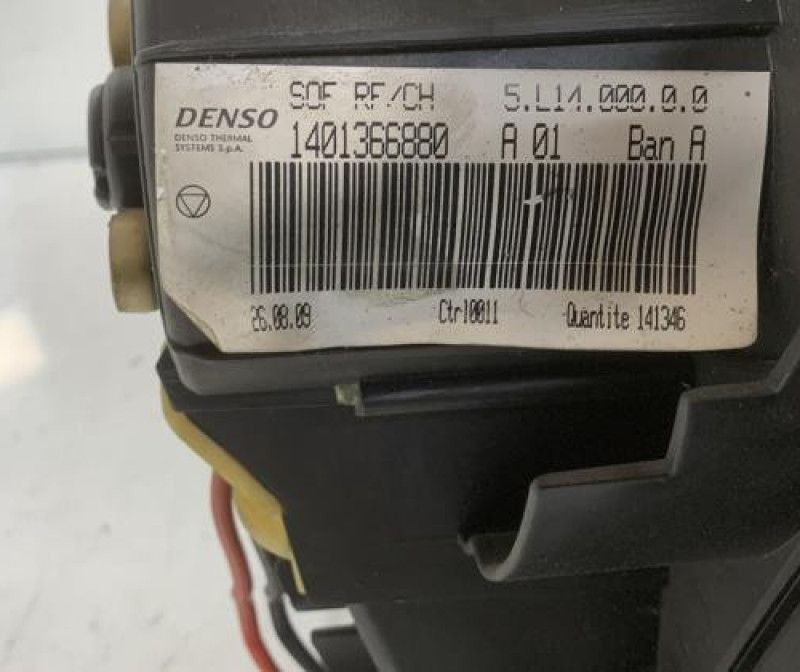 SOF RF/CH 5.L14.000.0.0
DENSO
DENSO THERMAL
SYSTEMS S.p.A.
1401366880 A 01 Ban A
26.08.09 Ctrl0011 Quantite 141346